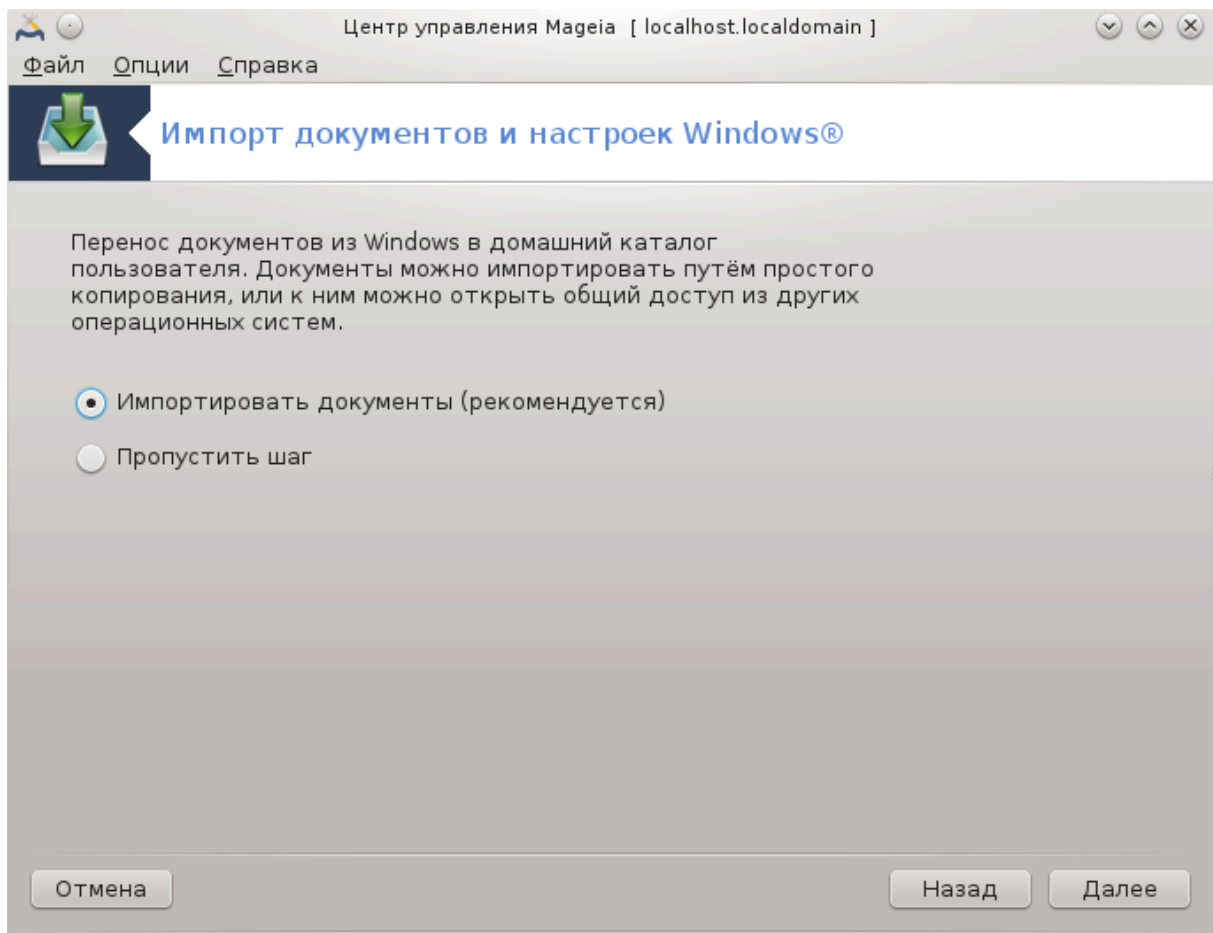 Центр управления Mageia [ localhost.localdomain ]
Файл Опции Справка
Импорт документов и настроек Windows®
Перенос документов из Windows в домашний каталог
пользователя. Документы можно импортировать путём простого
копирования, или к ним можно открыть общий доступ из других
операционных систем.
Импортировать документы (рекомендуется)
Пропустить шаг
Отмена Назад Далее